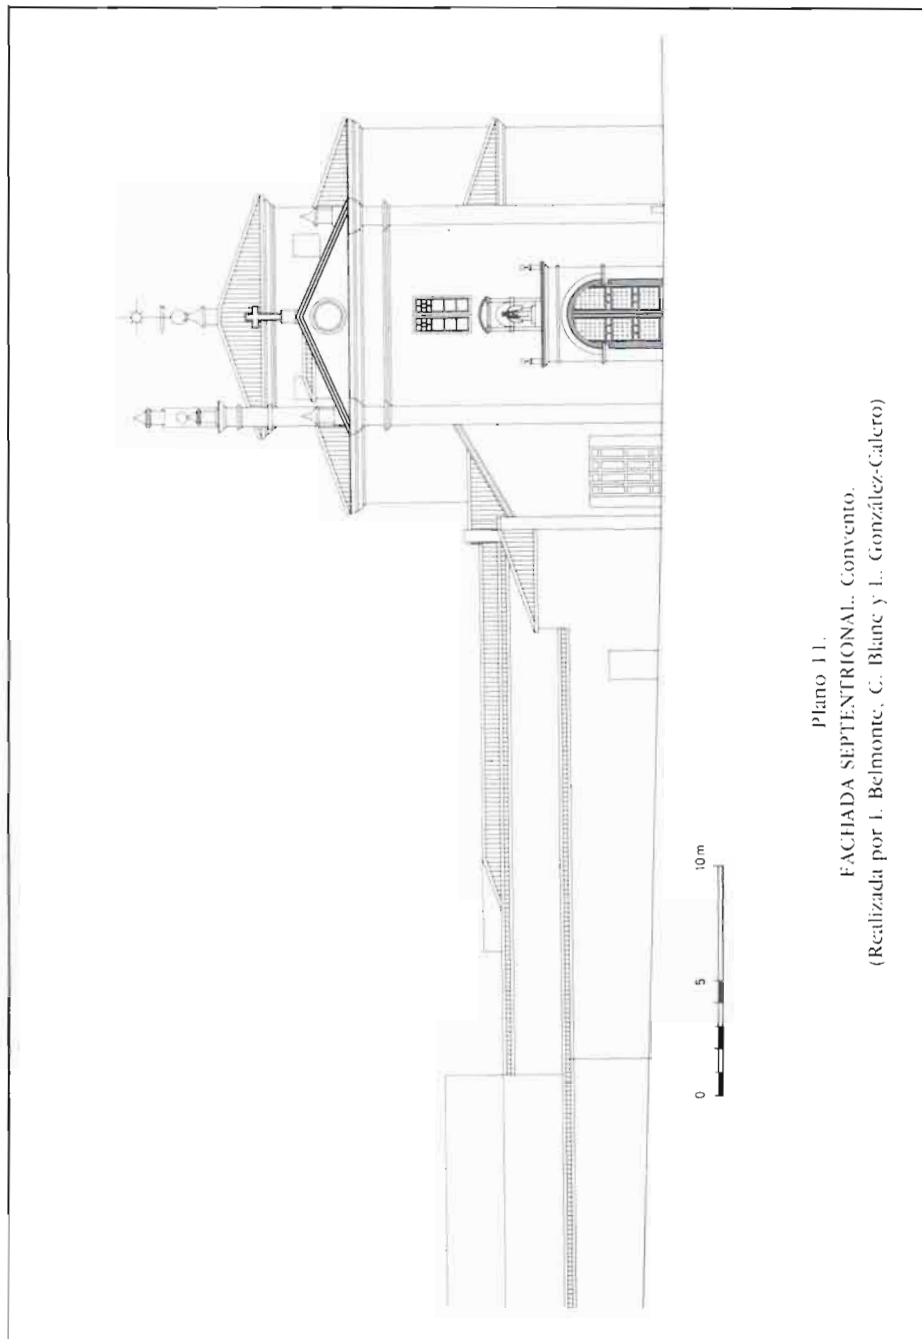 0 5 10 m
Plano 11.
FACHADA SEPTENTRIONAL. Convento.
(Realizada por I. Belmonte, C. Blanc y L. González-Calero)